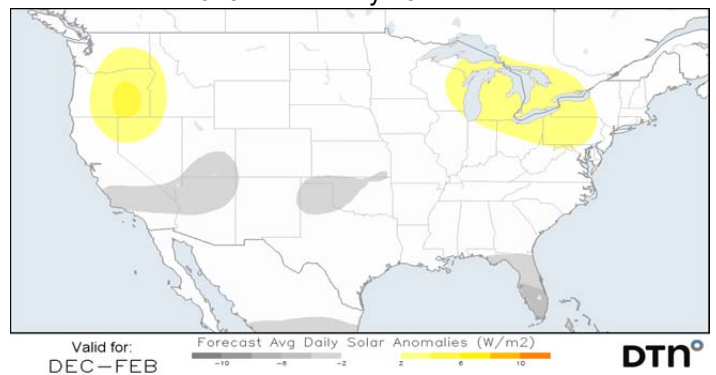 Valid for:
DEC-FEB
Forecast Avg Daily Solar Anomalies (W/m2)
-10 -6 -2 2 6 10
DTN